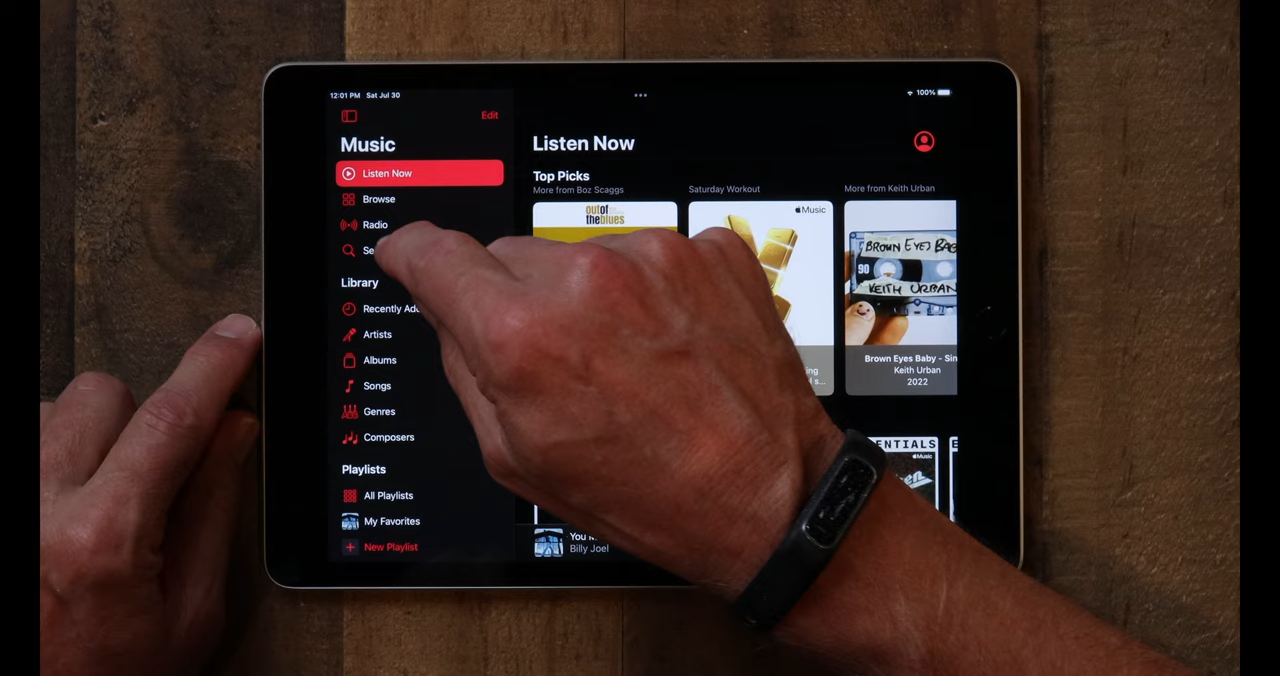 12:01 PM Sat Jul 30
100%
Edit
Music
Listen Now
Browse
Radio
Library
Artists
Albums
Songs
Genres
Composers
Playlists
All Playlists
My Favorites
New Playlist
Listen Now
Top Picks
More from Boz Scaggs
Saturday Workout
More from Keith Urban
out of
the blues
Music
BROWN EYES
90
KEITH URBAN
Brown Eyes Baby
Keith Urban
2022
Music
Billy Joel